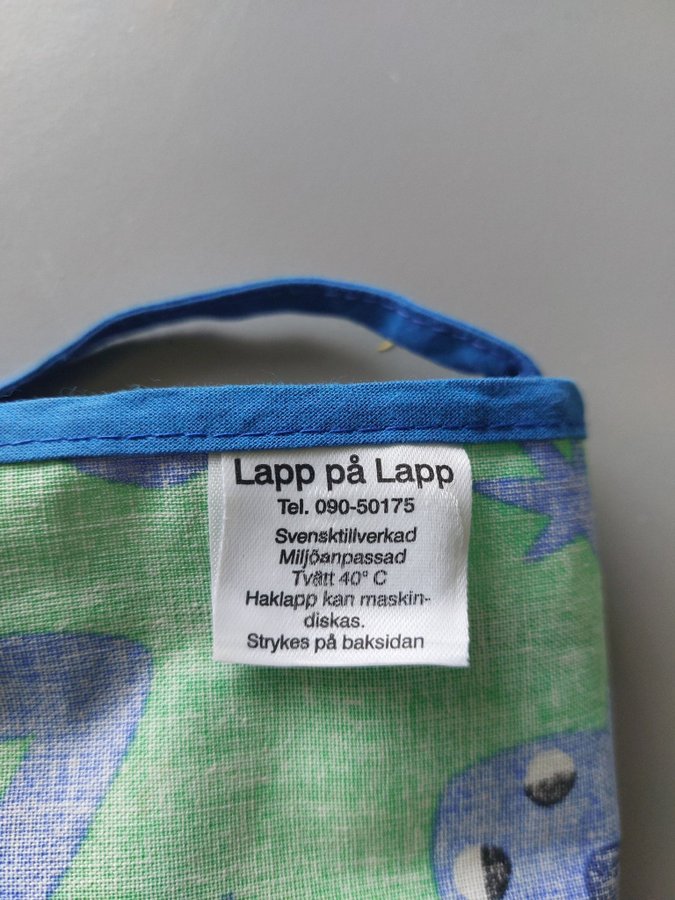 Lapp på Lapp
Tel. 090-50175
Svensktillverkad
Miljöanpassad
Tvätt 40° C
Haklapp kan maskin-
diskas.
Strykes på baksidan